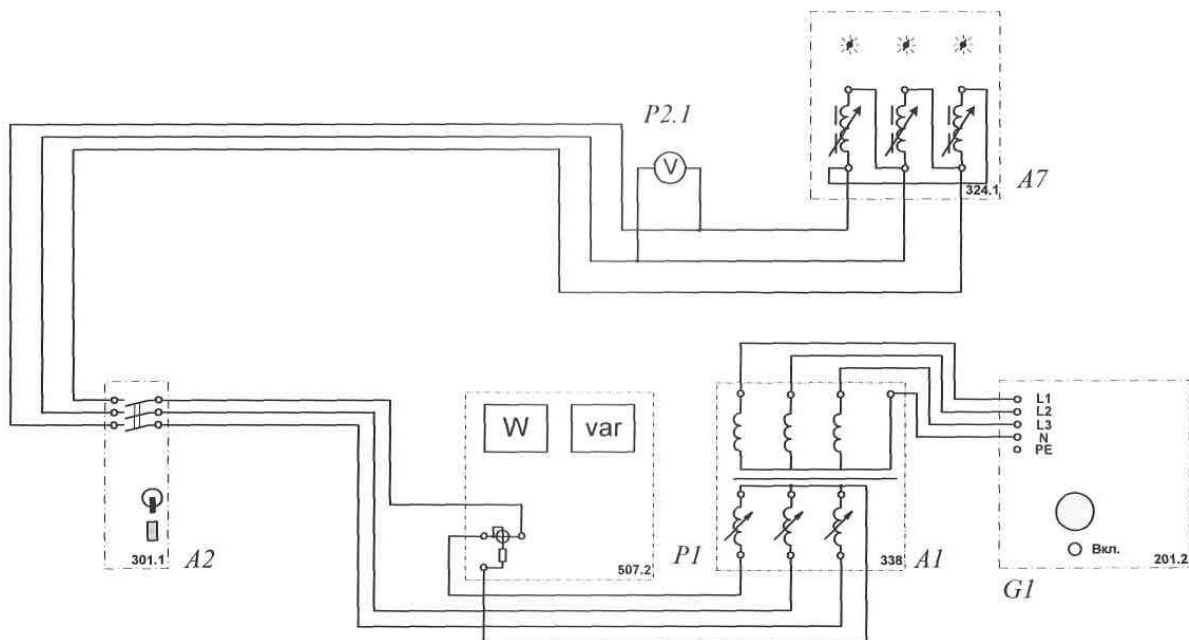 P2.1
V
324.1
A7
L1
L2
L3
N
PE
W
var
301.1
A2
507.2
P1
338
A1
Вкл.
201.2
G1